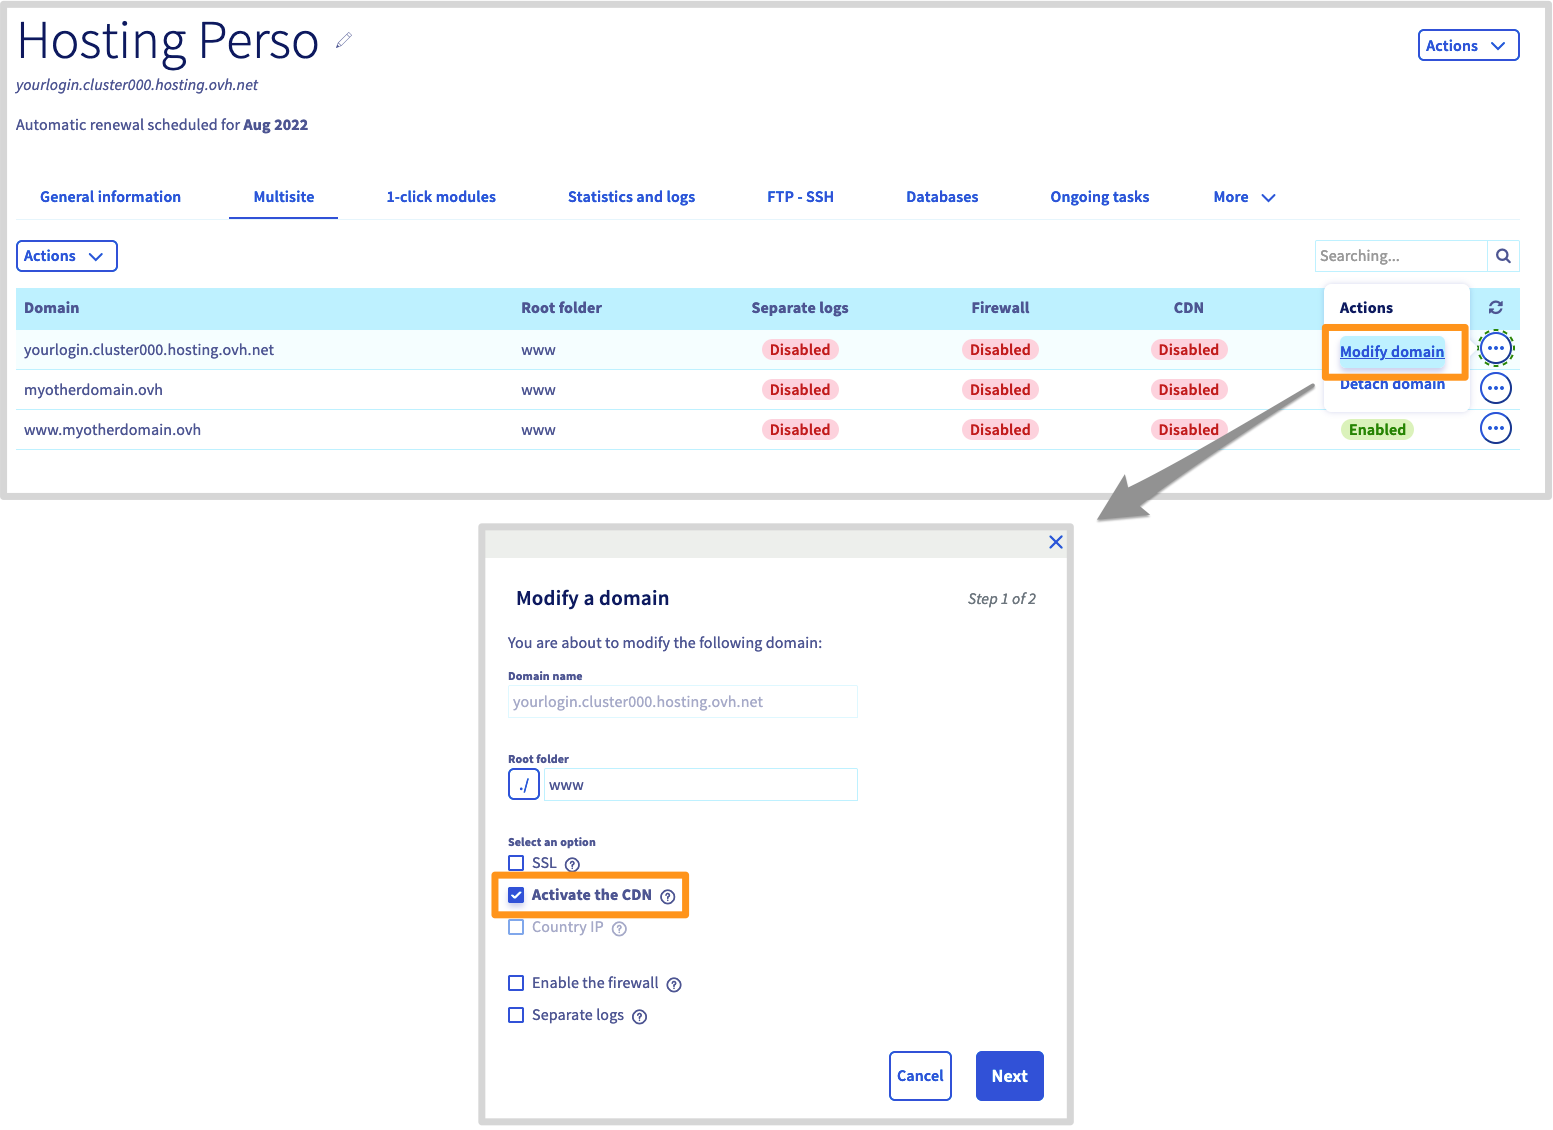 Hosting Perso
Actions
yourlogin.cluster000.hosting.ovh.net
Automatic renewal scheduled for Aug 2022
General information Multisite 1-click modules Statistics and logs FTP - SSH Databases Ongoing tasks More
Actions
Searching...
Domain Root folder Separate logs Firewall CDN Actions
yourlogin.cluster000.hosting.ovh.net www Disabled Disabled Disabled Modify domain
myotherdomain.ovh www Disabled Disabled Disabled Detach domain
www.myotherdomain.ovh www Disabled Disabled Disabled Enabled
Modify a domain
Step 1 of 2
You are about to modify the following domain:
Domain name
yourlogin.cluster000.hosting.ovh.net
Root folder
./ www
Select an option
SSL
Activate the CDN
Country IP
Enable the firewall
Separate logs
Cancel Next